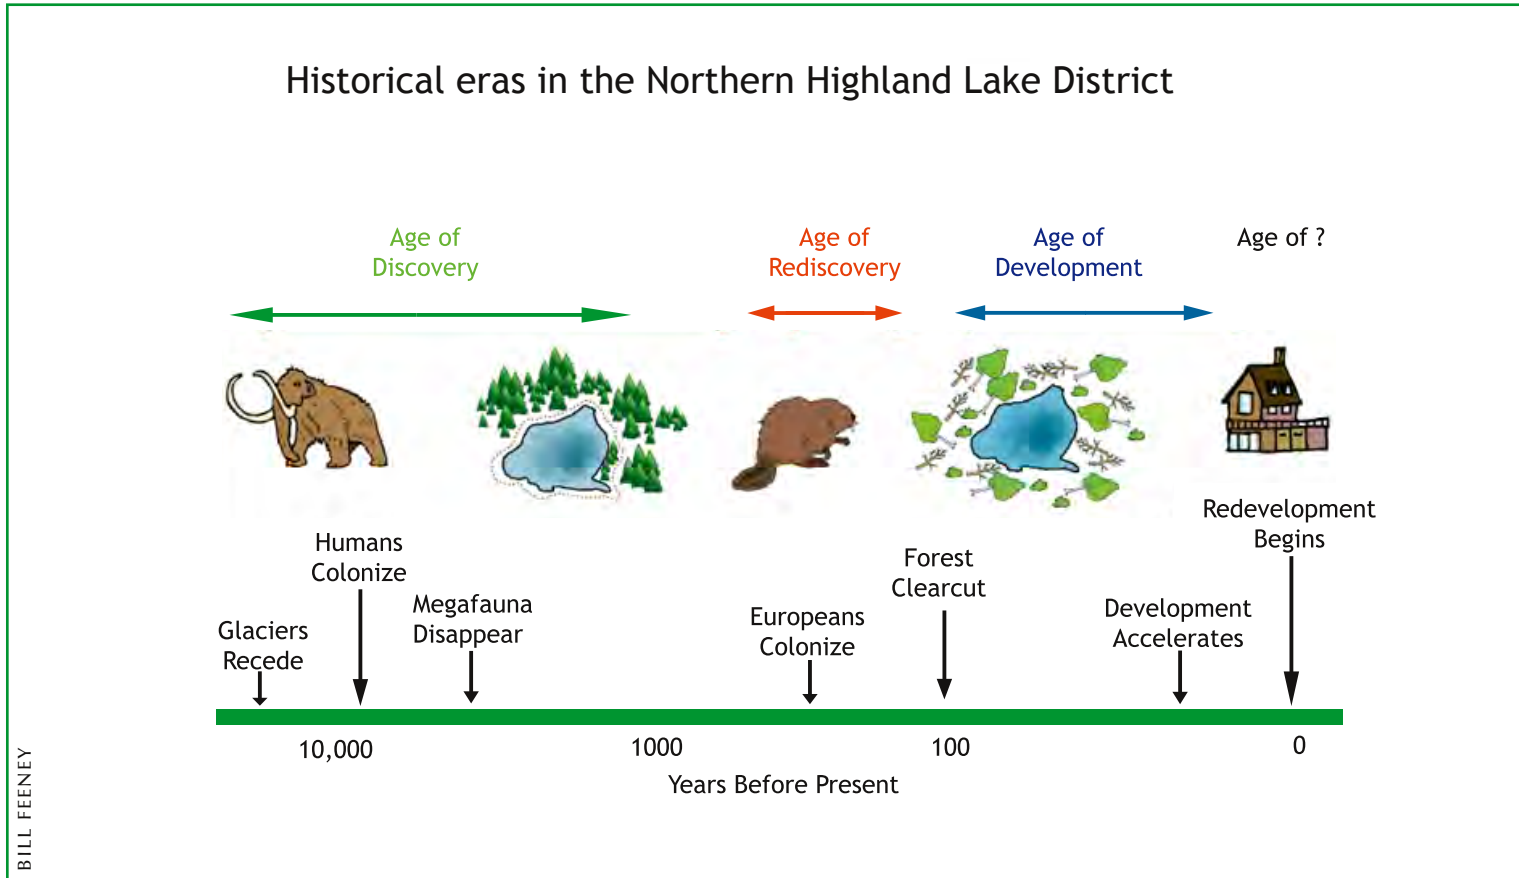 Historical eras in the Northern Highland Lake District
Age of
Discovery
Age of
Rediscovery
Age of
Development
Age of ?
Glaciers
Recede
Humans
Colonize
Megafauna
Disappear
Europeans
Colonize
Forest
Clearcut
Development
Accelerates
Redevelopment
Begins
10,000
1000
100
0
Years Before Present
BILL FEENEY